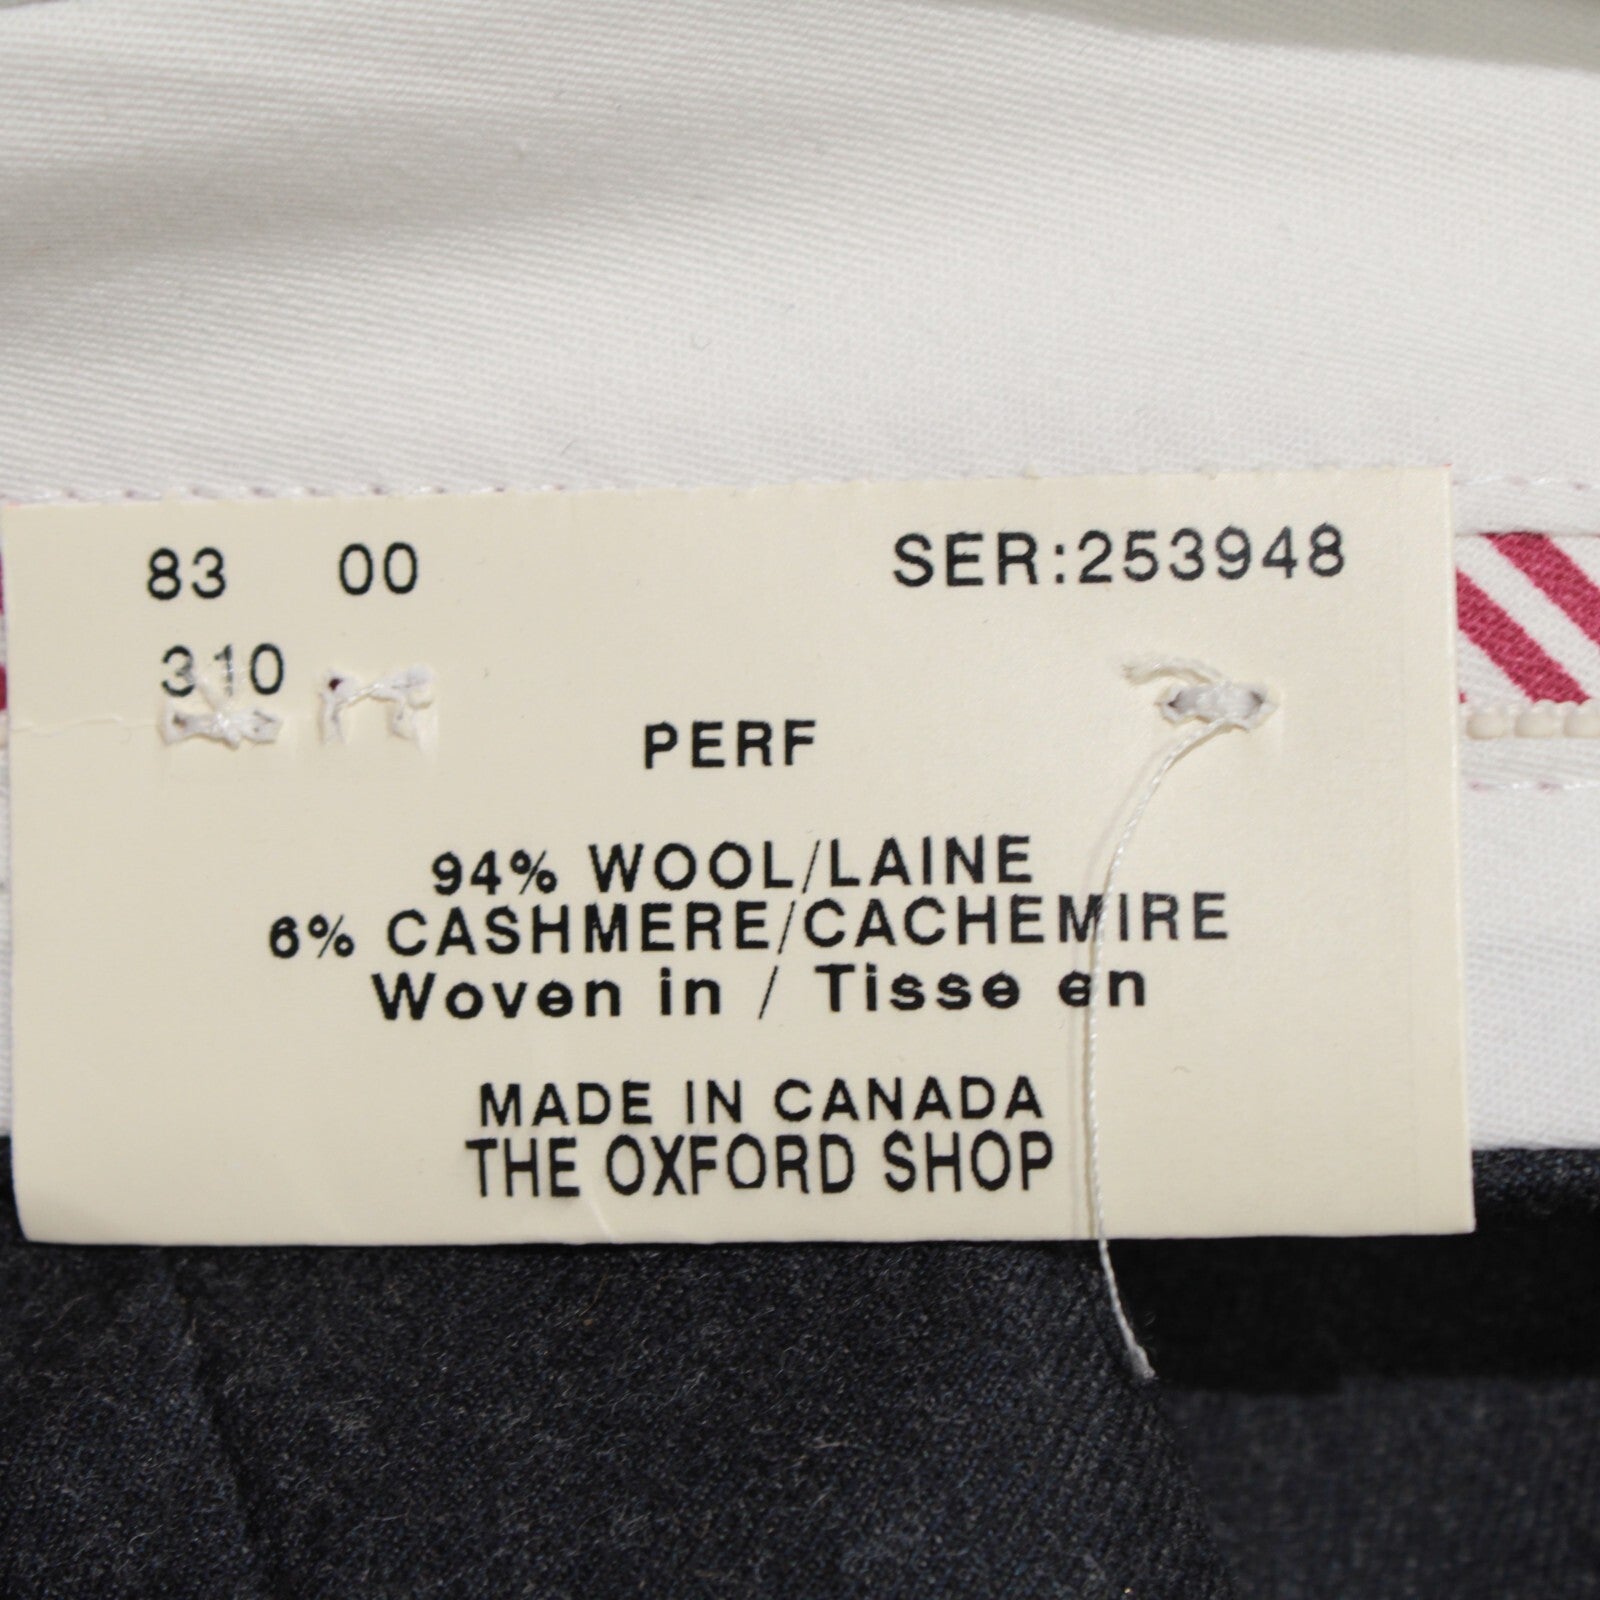 83 00 SER:253948
310
PERF
94% WOOL/LAINE
6% CASHMERE/CACHEMIRE
Woven in / Tisse en
MADE IN CANADA
THE OXFORD SHOP